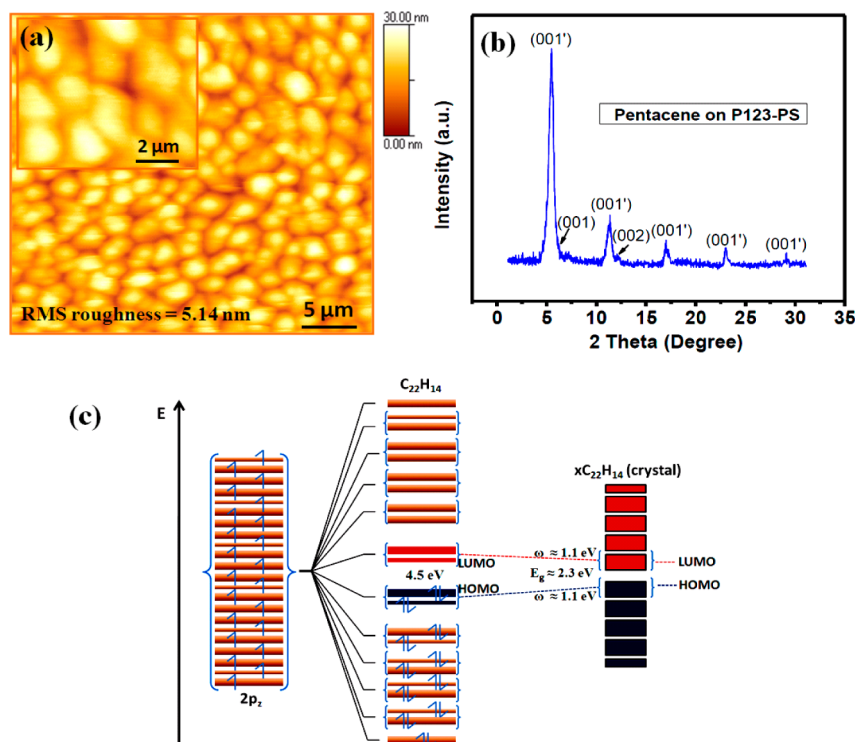 (a)
30.00 nm
0.00 nm
2 µm
RMS roughness = 5.14 nm
5 µm
(b)
(001')
Pentacene on P123-PS
(001)
(001')
(002)
(001')
(001')
(001')
Intensity (a.u.)
0 5 10 15 20 25 30 35
2 Theta (Degree)
(c)
E
2p_z
C₂₂H₁₄
LUMO
4.5 eV
HOMO
xC₂₂H₁₄ (crystal)
ω ≈ 1.1 eV
LUMO
E_g ≈ 2.3 eV
HOMO
ω ≈ 1.1 eV